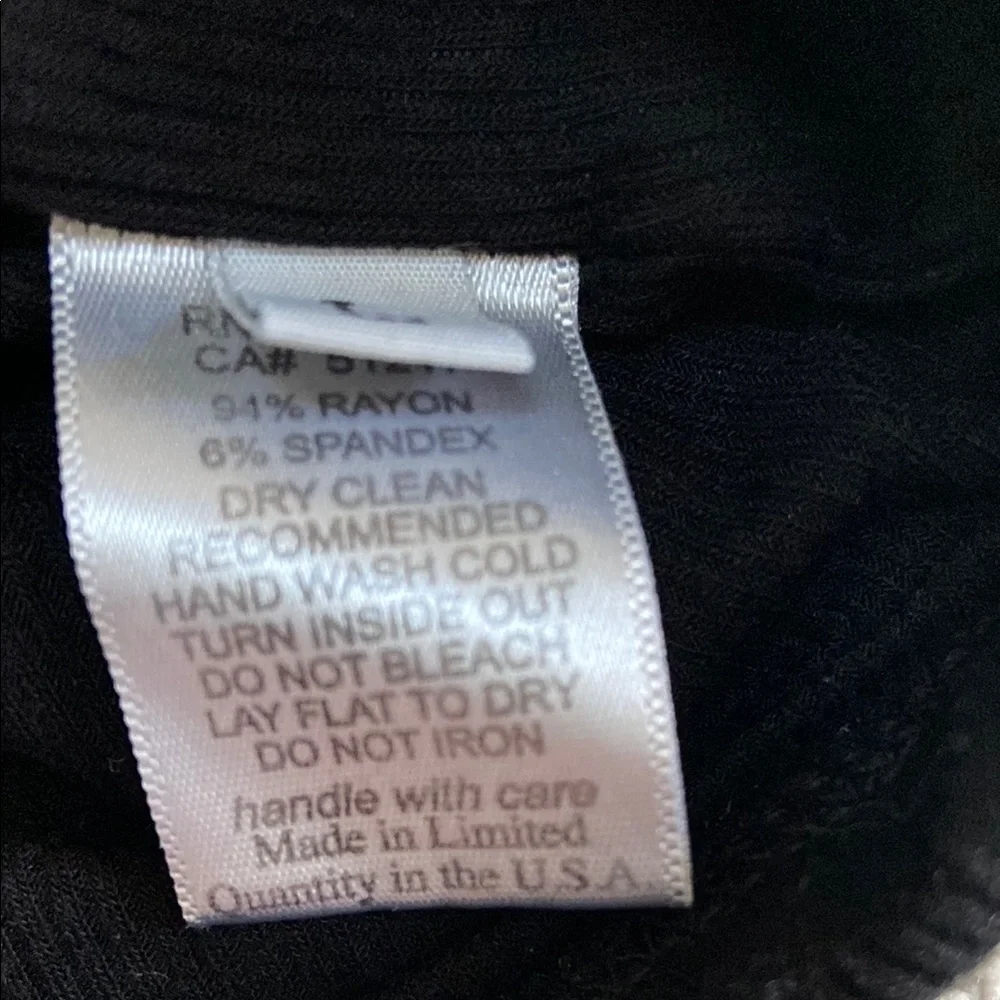 CA#
94% RAYON
6% SPANDEX
DRY CLEAN
RECOMMENDED
HAND WASH COLD
TURN INSIDE OUT
DO NOT BLEACH
LAY FLAT TO DRY
DO NOT IRON
handle with care
Made in Limited
Quantity in the U.S.A.